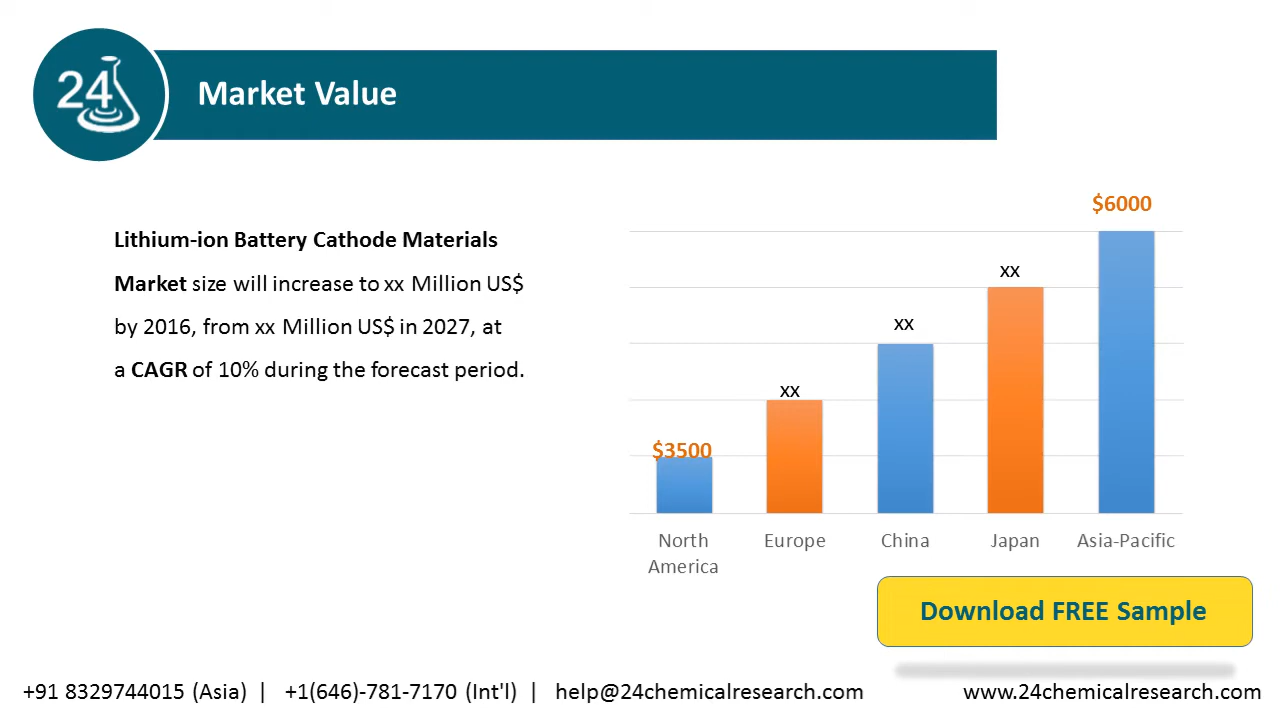 24
Market Value
Lithium-ion Battery Cathode Materials
Market size will increase to xx Million US$
by 2016, from xx Million US$ in 2027, at
a CAGR of 10% during the forecast period.
$6000
xx
xx
xx
$3500
North America
Europe
China
Japan
Asia-Pacific
Download FREE Sample
+91 8329744015 (Asia) | +1(646)-781-7170 (Int'l) | help@24chemicalresearch.com
www.24chemicalresearch.com